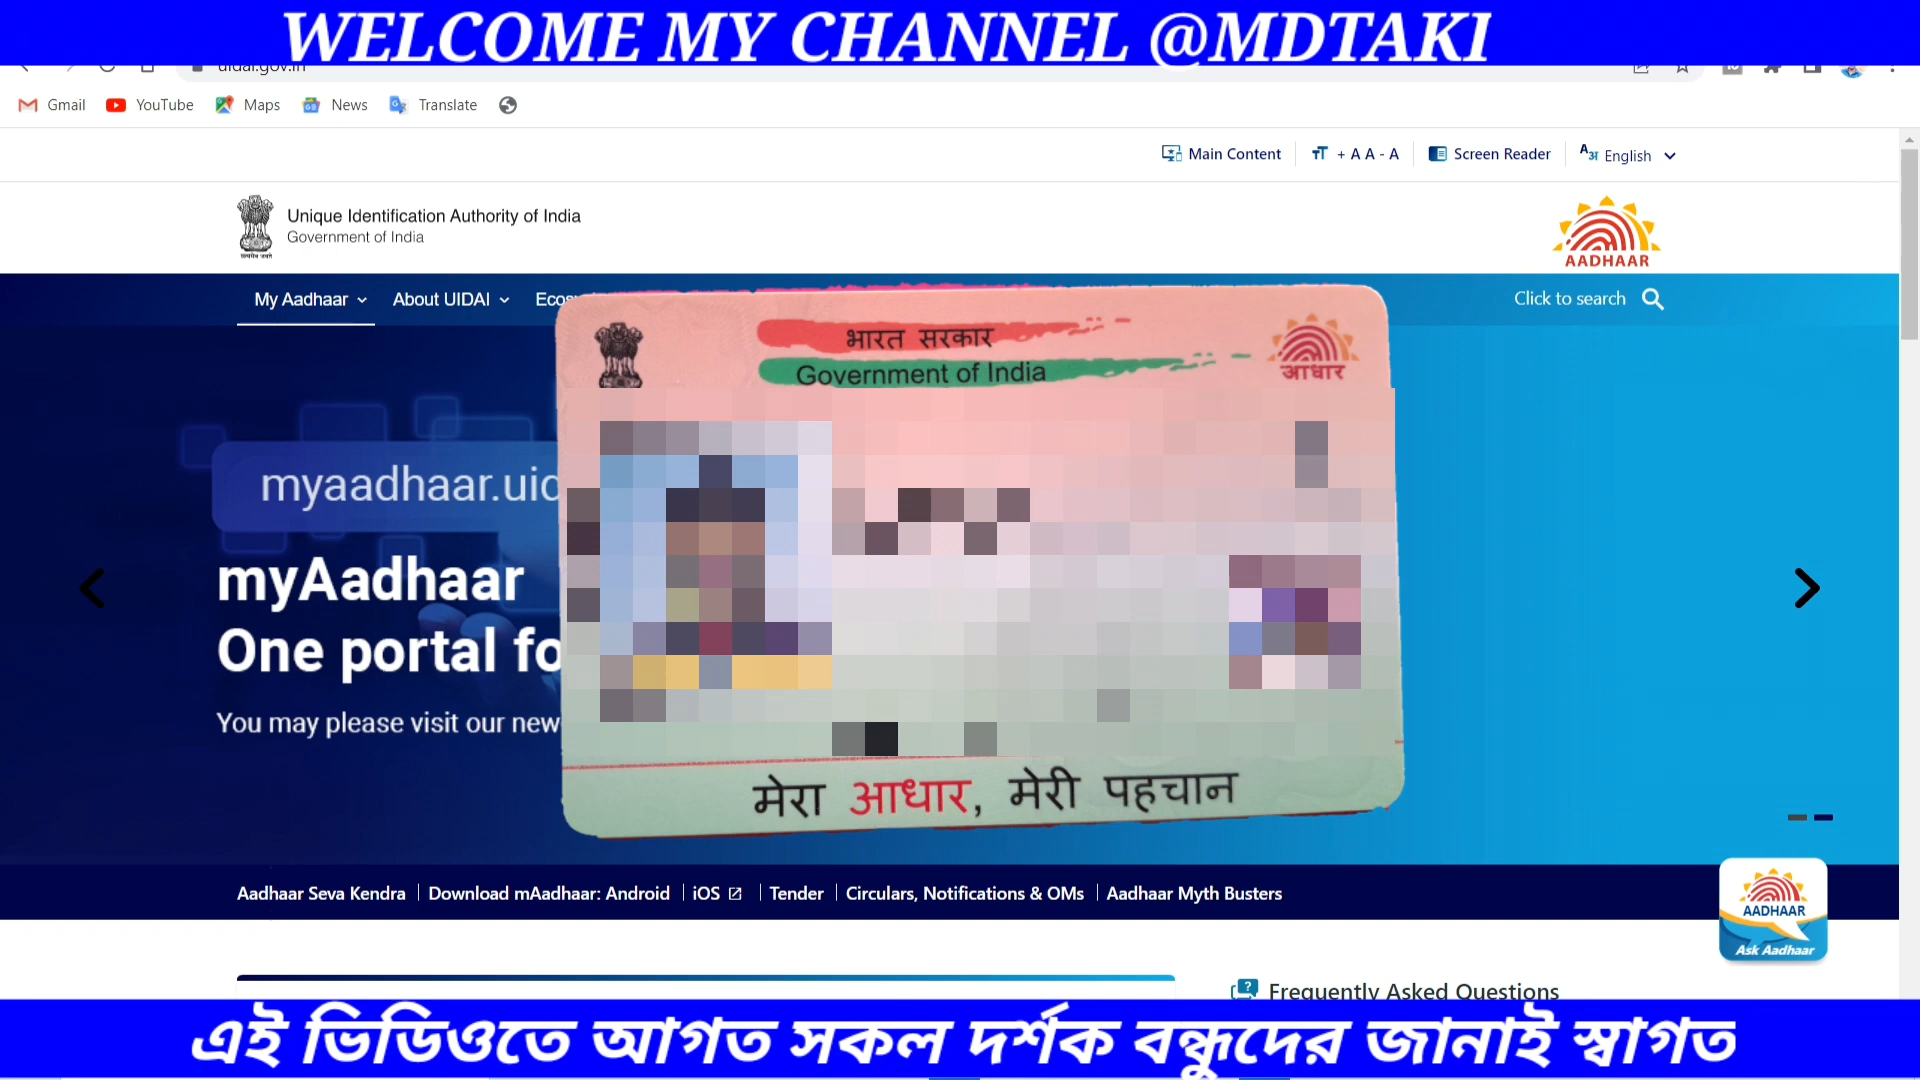 WELCOME MY CHANNEL @MDTAKI
uidai.gov.in
Gmail YouTube Maps News Translate
Main Content + A A - A Screen Reader English
Unique Identification Authority of India
Government of India
AADHAAR
My Aadhaar About UIDAI Click to search
भारत सरकार
Government of India
आधार
myaadhaar.uid
myAadhaar
One portal fo
You may please visit our new
मेरा आधार, मेरी पहचान
Aadhaar Seva Kendra Download mAadhaar: Android iOS Tender Circulars, Notifications & OMs Aadhaar Myth Busters
AADHAAR
Ask Aadhaar
Frequently Asked Questions
এই ভিডিওতে আগত সকল দর্শক বন্ধুদের জানাই স্বাগত